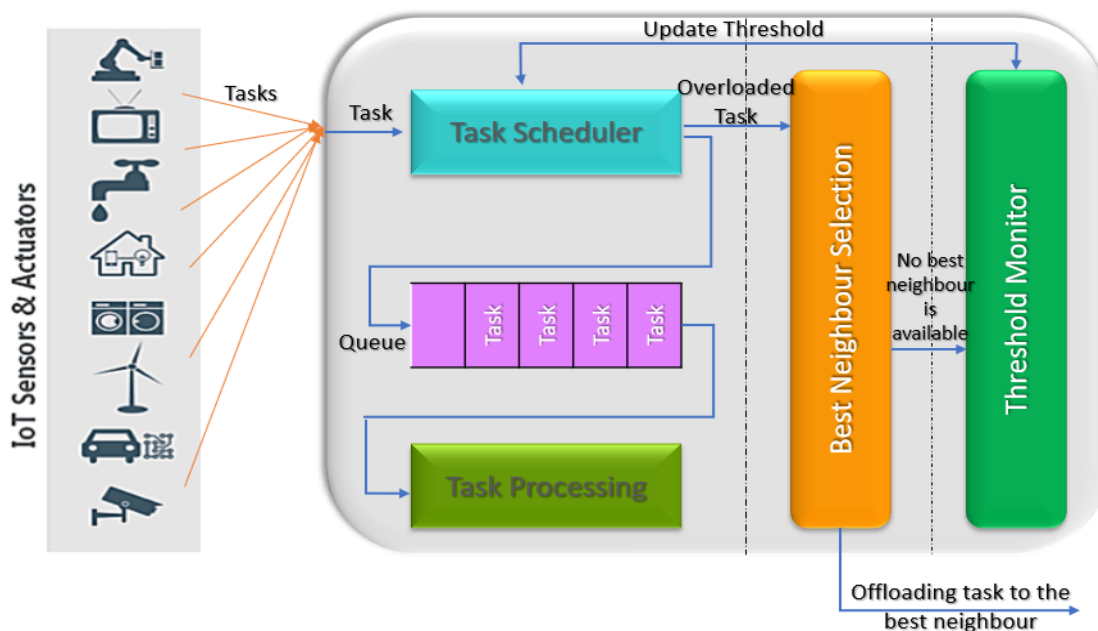 IoT Sensors & Actuators
Tasks
Update Threshold
Task
Task Scheduler
Overloaded
Task
Queue
Task
Task
Task
Task
Task Processing
Best Neighbour Selection
No best
neighbour
is
available
Threshold Monitor
Offloading task to the
best neighbour